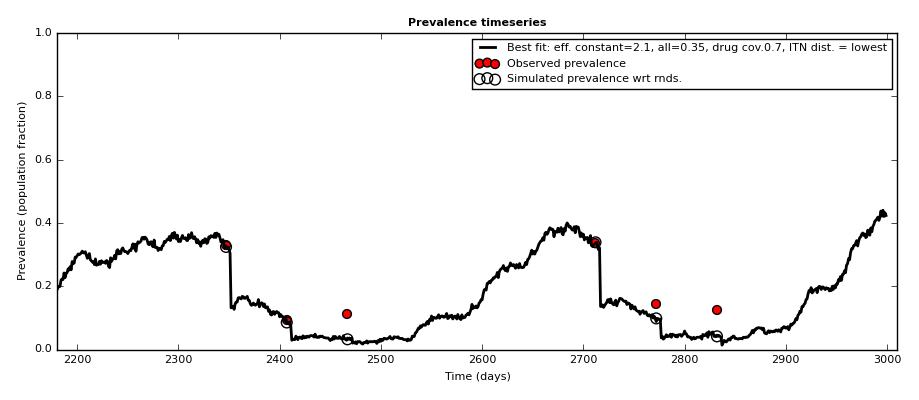 Prevalence timeseries
Best fit: eff. constant=2.1, all=0.35, drug cov.0.7, ITN dist. = lowest
Observed prevalence
Simulated prevalence wrt rnds.
Prevalence (population fraction)
1.0
0.8
0.6
0.4
0.2
0.0
2200 2300 2400 2500 2600 2700 2800 2900 3000
Time (days)